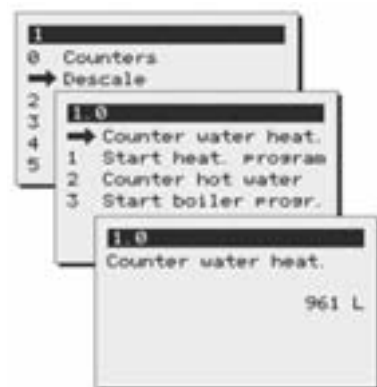 1
0 Counters
➡ Descale
2
3
4
5
1.0
➡ Counter water heat.
1 Start heat. program
2 Counter hot water
3 Start boiler progr.
1.0
Counter water heat.
961 L